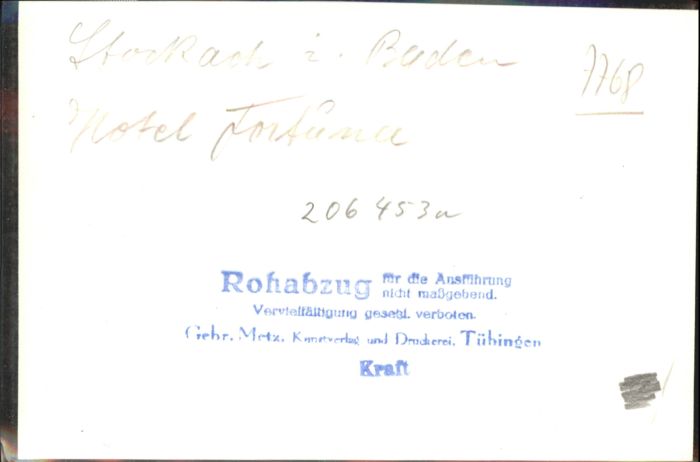 Stockach i. Baden
7768
Hotel Fortuna
206 453a
Rohabzug für die Ausführung
nicht maßgebend.
Vervielfältigung gesetzl. verboten.
Gebr. Metz, Kunstverlag und Druckerei, Tübingen
Kraft